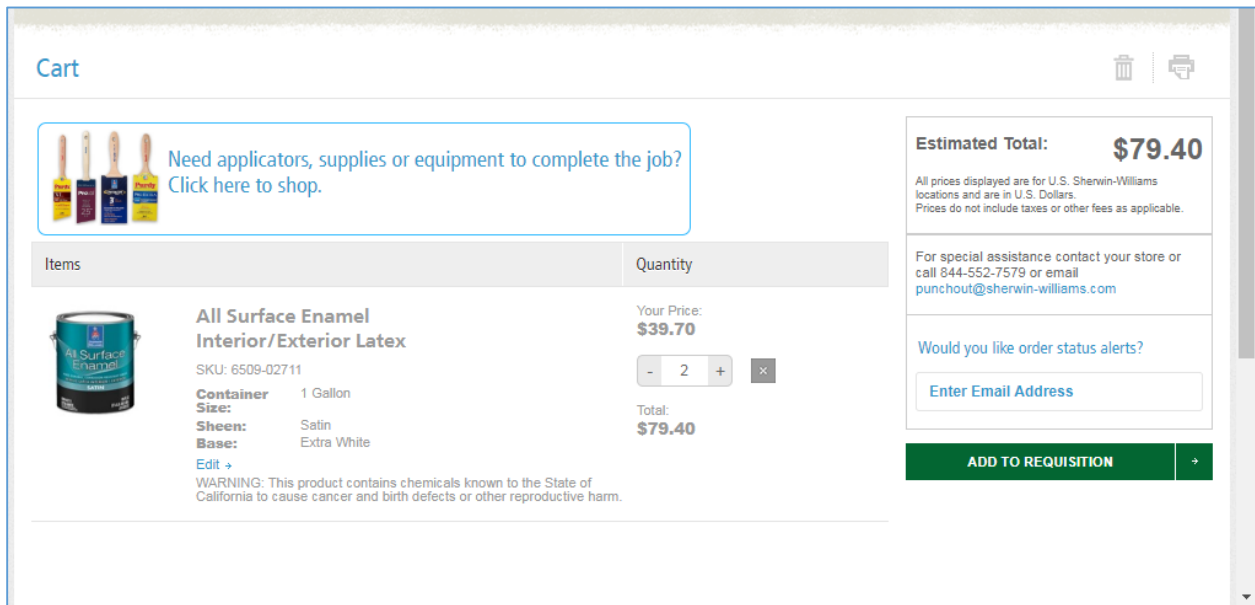 Cart
Need applicators, supplies or equipment to complete the job?
Click here to shop.
Purdy
Purdy
Items
Quantity
All Surface
Enamel
SATIN
All Surface Enamel
Interior/Exterior Latex
SKU: 6509-02711
Container Size: 1 Gallon
Sheen: Satin
Base: Extra White
Edit →
WARNING: This product contains chemicals known to the State of
California to cause cancer and birth defects or other reproductive harm.
Your Price:
$39.70
- 2 +
×
Total:
$79.40
Estimated Total: $79.40
All prices displayed are for U.S. Sherwin-Williams
locations and are in U.S. Dollars.
Prices do not include taxes or other fees as applicable.
For special assistance contact your store or
call 844-552-7579 or email
punchout@sherwin-williams.com
Would you like order status alerts?
Enter Email Address
ADD TO REQUISITION →